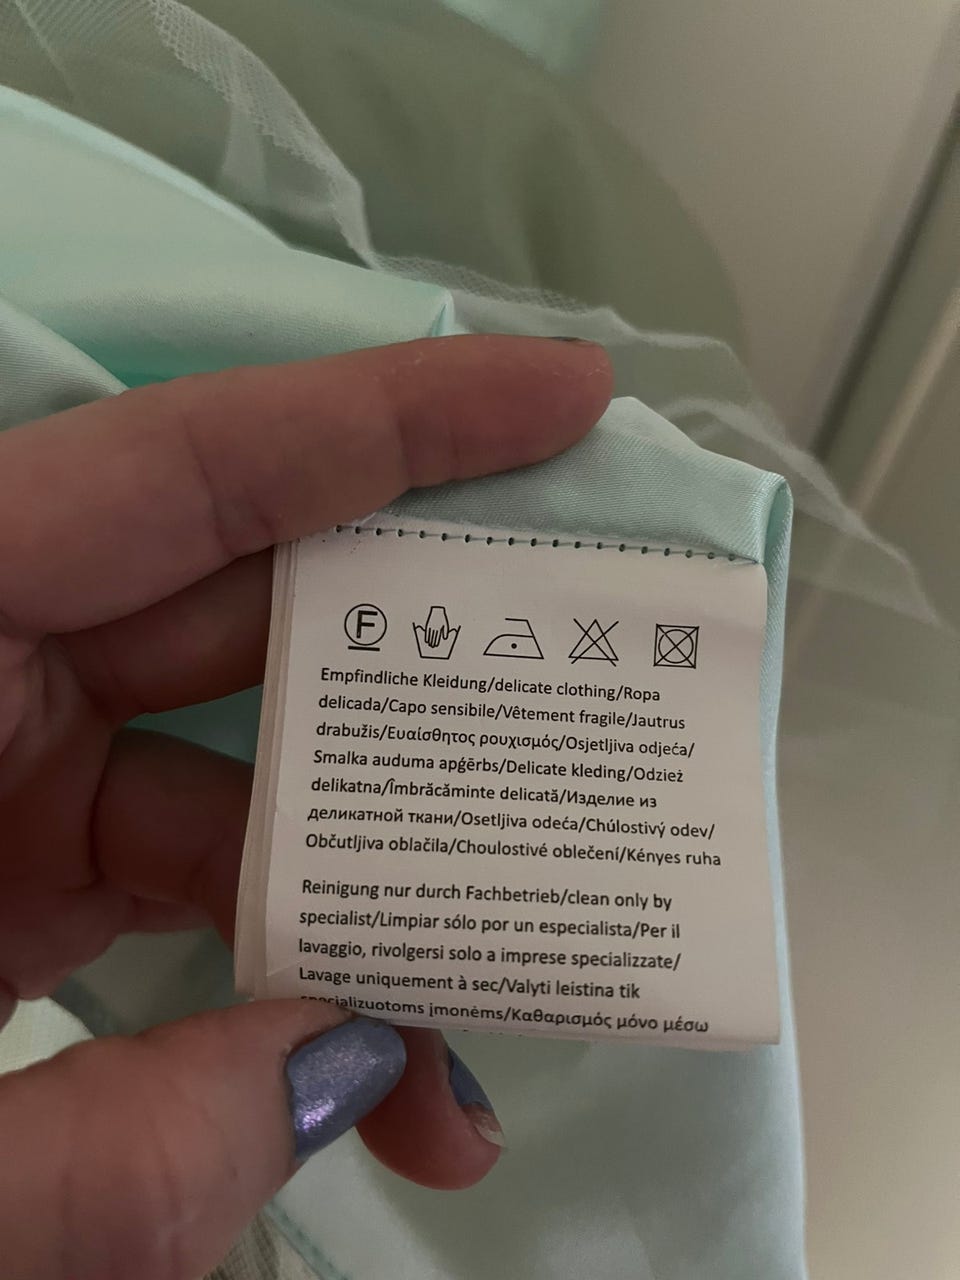 F
Empfindliche Kleidung/delicate clothing/Ropa
delicada/Capo sensibile/Vêtement fragile/Jautrus
drabužis/Ευαίσθητος ρουχισμός/Osjetljiva odjeća/
Smalka auduma apģērbs/Delicate kleding/Odzież
delikatna/Îmbrăcăminte delicată/Изделие из
деликатной ткани/Osetljiva odeća/Chúlostivý odev/
Občutljiva oblačila/Choulostivé oblečení/Kényes ruha
Reinigung nur durch Fachbetrieb/clean only by
specialist/Limpiar sólo por un especialista/Per il
lavaggio, rivolgersi solo a imprese specializzate/
Lavage uniquement à sec/Valyti leistina tik
specializuotoms įmonėms/Καθαρισμός μόνο μέσω